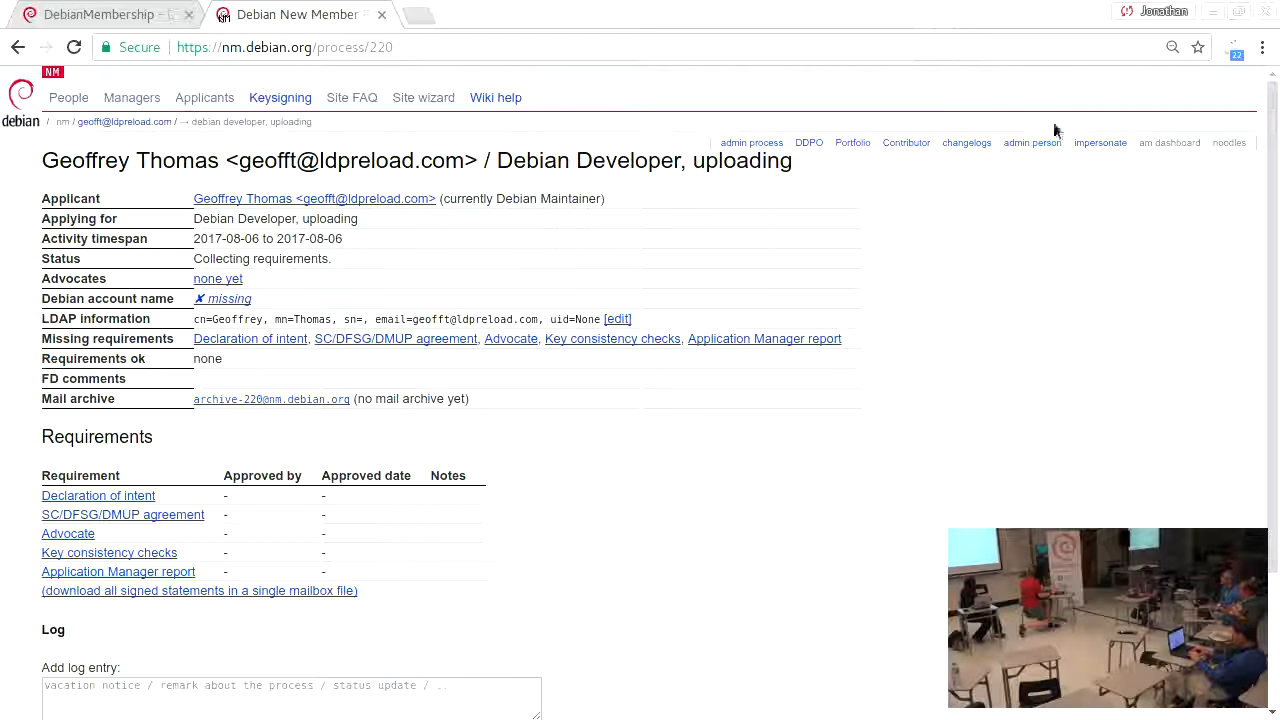 DebianMembership -
Debian New Member
Jonathan
Secure
https://nm.debian.org/process/220
22
NM
People Managers Applicants Keysigning Site FAQ Site wizard Wiki help
debian
/ nm / geofft@ldpreload.com / → debian developer, uploading
admin process DDPO Portfolio Contributor changelogs admin person impersonate am dashboard noodles
Geoffrey Thomas <geofft@ldpreload.com> / Debian Developer, uploading
Applicant Geoffrey Thomas <geofft@ldpreload.com> (currently Debian Maintainer)
Applying for Debian Developer, uploading
Activity timespan 2017-08-06 to 2017-08-06
Status Collecting requirements.
Advocates none yet
Debian account name ✘ missing
LDAP information cn=Geoffrey, mn=Thomas, sn=, email=geofft@ldpreload.com, uid=None [edit]
Missing requirements Declaration of intent, SC/DFSG/DMUP agreement, Advocate, Key consistency checks, Application Manager report
Requirements ok none
FD comments
Mail archive archive-220@nm.debian.org (no mail archive yet)
Requirements
Requirement Approved by Approved date Notes
Declaration of intent - -
SC/DFSG/DMUP agreement - -
Advocate - -
Key consistency checks - -
Application Manager report - -
(download all signed statements in a single mailbox file)
Log
Add log entry:
vacation notice / remark about the process / status update / ..